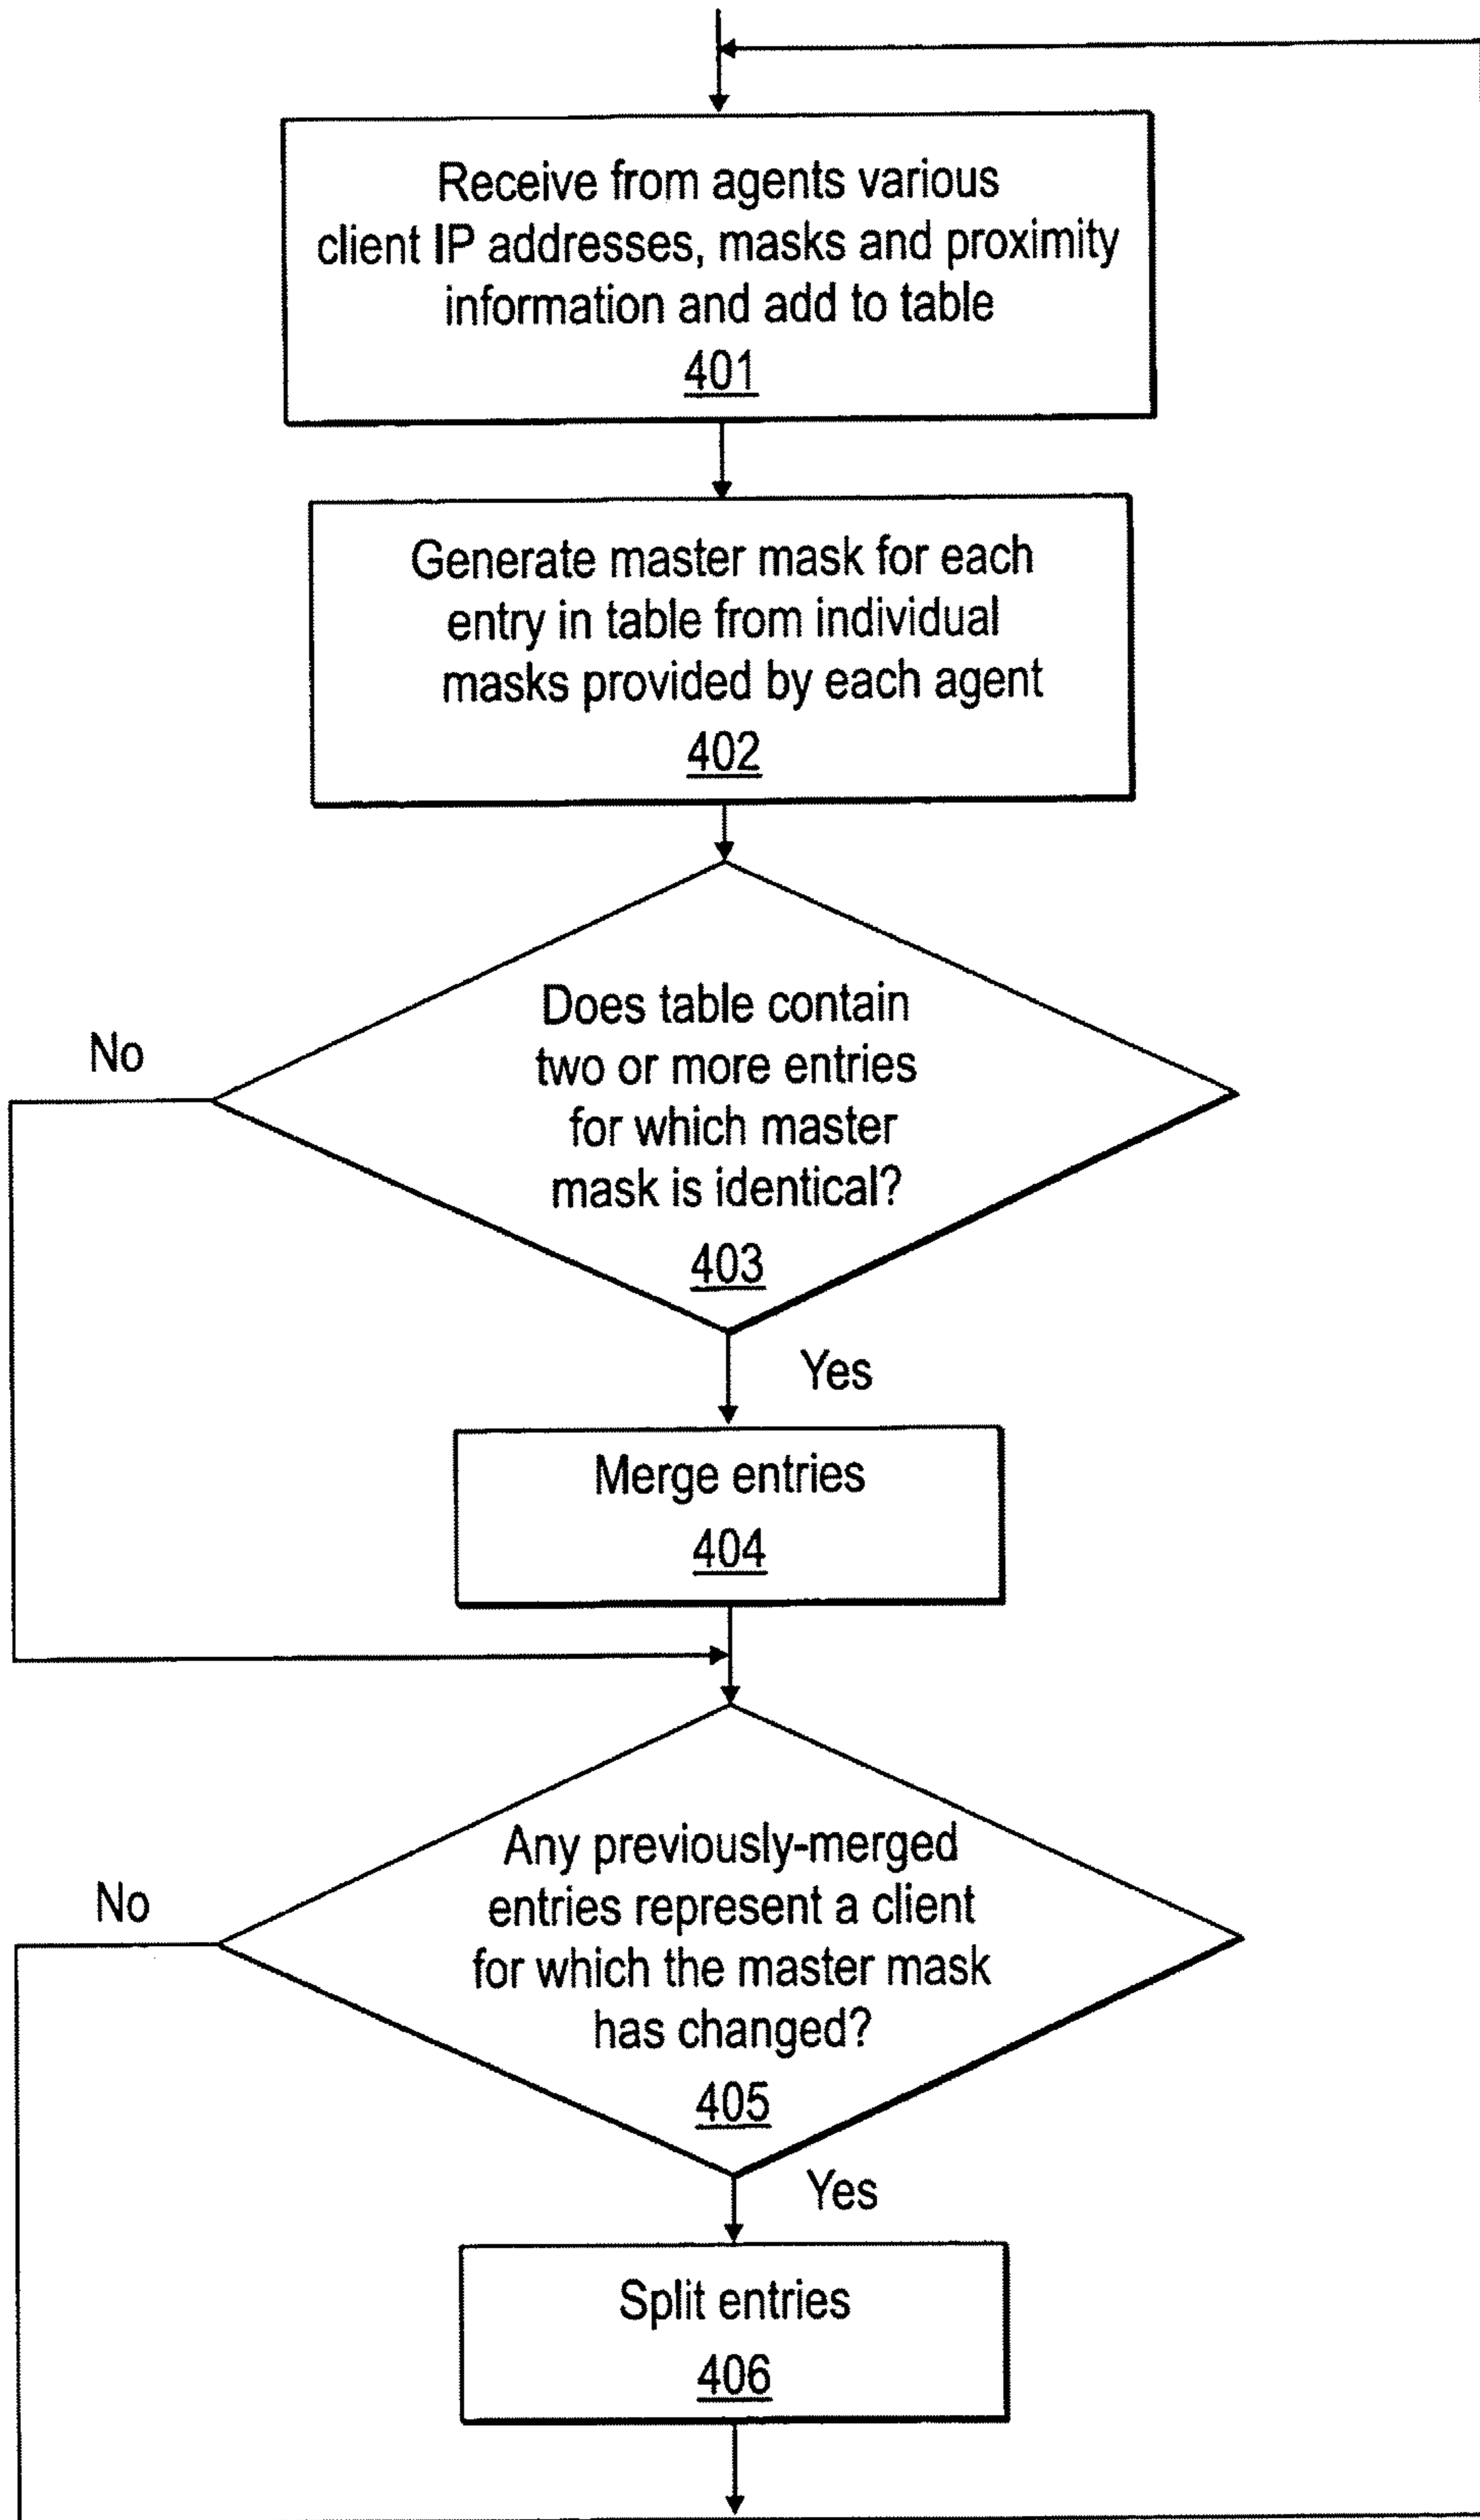 Receive from agents various
client IP addresses, masks and proximity
information and add to table
401
Generate master mask for each
entry in table from individual
masks provided by each agent
402
Does table contain
two or more entries
for which master
mask is identical?
403
No
Yes
Merge entries
404
Any previously-merged
entries represent a client
for which the master mask
has changed?
405
No
Yes
Split entries
406